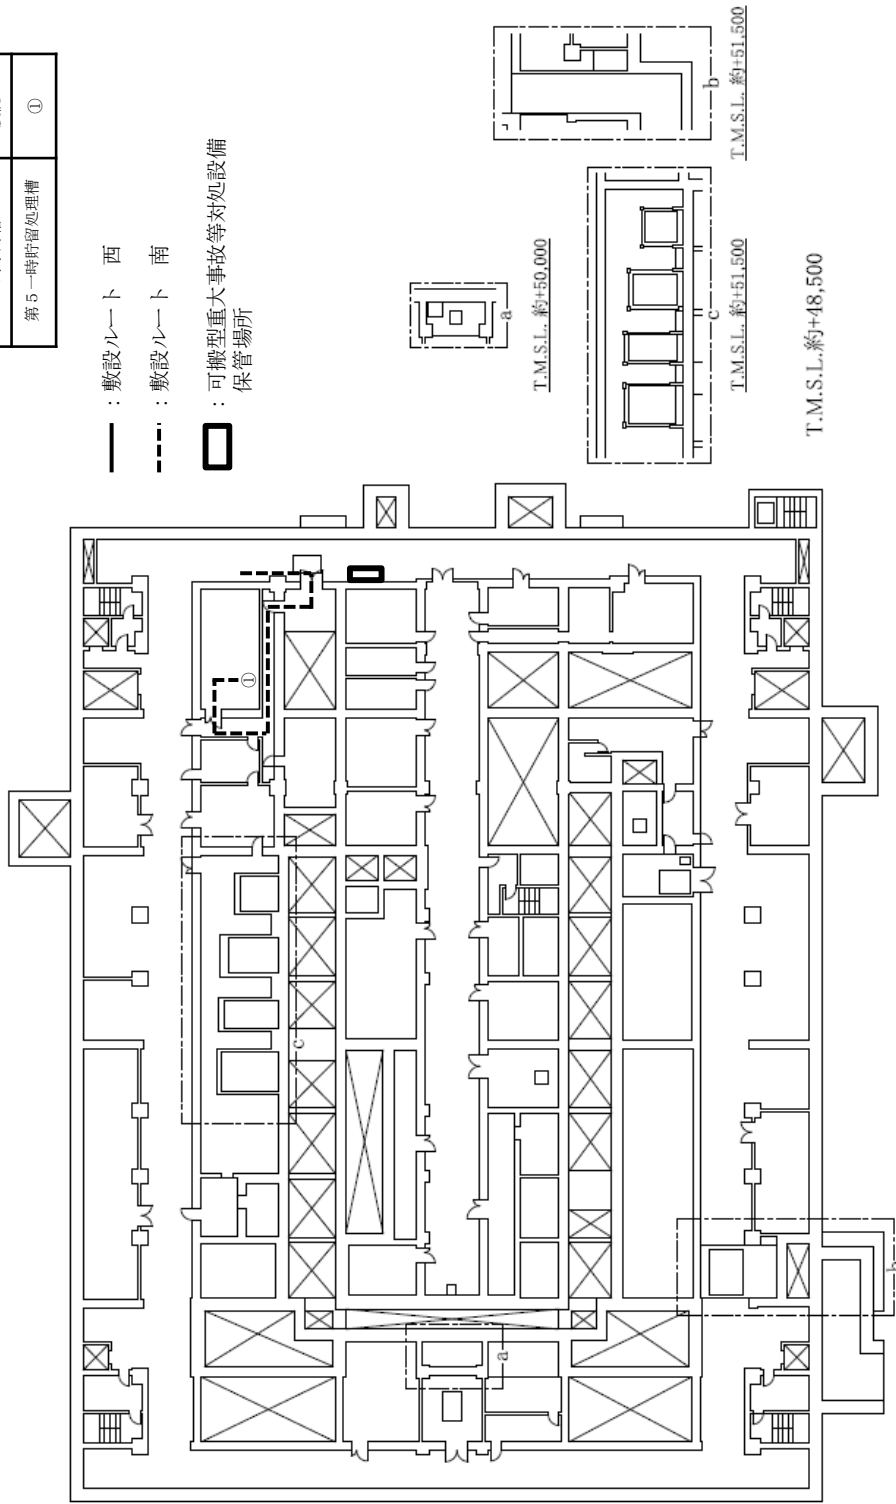 第5一時貯留処理槽
①
：敷設ルート 西
：敷設ルート 南
：可搬型重大事故等対処設備
保管場所
a
T.M.S.L. 約+50,000
b
T.M.S.L. 約+51,500
c
T.M.S.L. 約+51,500
T.M.S.L.約+48,500
①
c
a
b